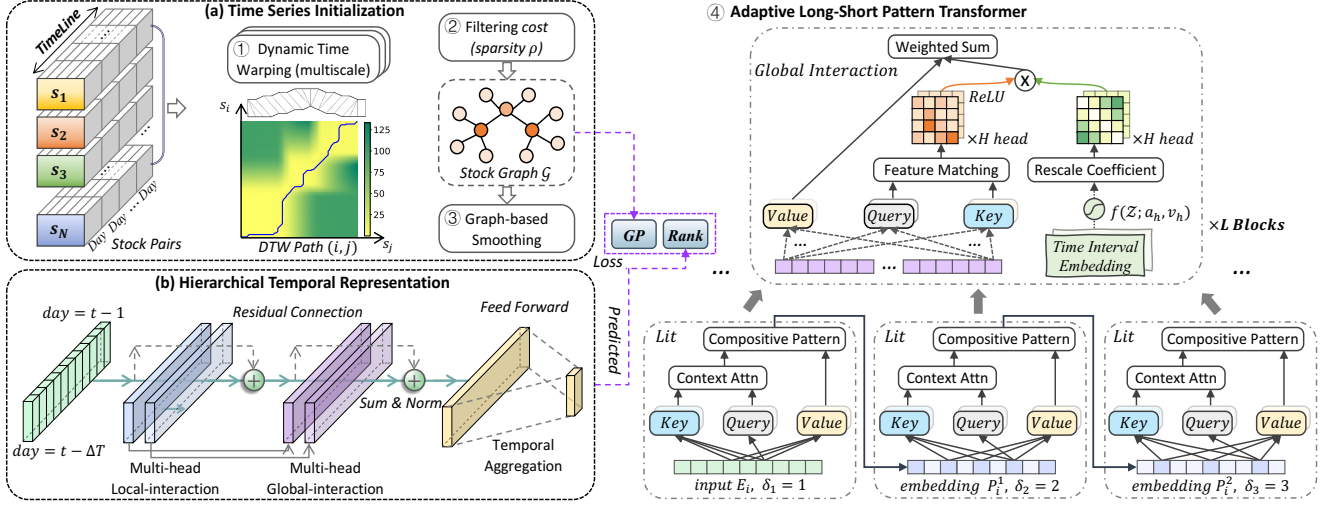 (a) Time Series Initialization
TimeLine
s1
s2
s3
sN
...
Day Day ... Day
Stock Pairs
① Dynamic Time
Warping (multiscale)
si
125
100
75
50
25
0
sj
DTW Path (i, j)
② Filtering cost
(sparsity ρ)
Stock Graph 𝒢
③ Graph-based
Smoothing
GP
Rank
Loss
Predicted
(b) Hierarchical Temporal Representation
day = t − 1
day = t − ΔT
Residual Connection
Feed Forward
Sum & Norm
Multi-head
Local-interaction
Multi-head
Global-interaction
Temporal
Aggregation
④ Adaptive Long-Short Pattern Transformer
Weighted Sum
Global Interaction
X
ReLU
×H head
×H head
Feature Matching
Rescale Coefficient
Value
Query
Key
f(Z; ah, vh)
Time Interval
Embedding
×L Blocks
...
...
...
...
...
Lit
Compositive Pattern
Context Attn
Key
Query
Value
input Ei, δ1 = 1
Lit
Compositive Pattern
Context Attn
Key
Query
Value
embedding Pi1, δ2 = 2
Lit
Compositive Pattern
Context Attn
Key
Query
Value
embedding Pi2, δ3 = 3